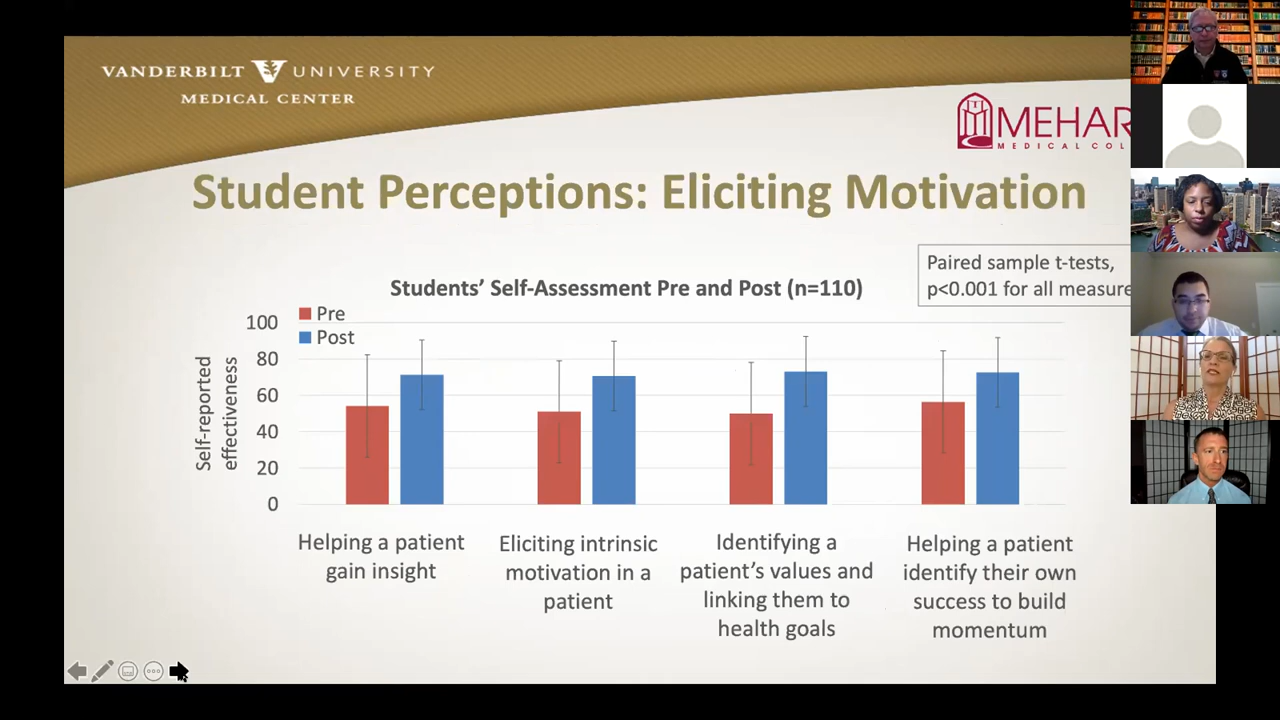 VANDERBILT UNIVERSITY
MEDICAL CENTER
MEHAR
MEDICAL COL
Student Perceptions: Eliciting Motivation
Paired sample t-tests,
p<0.001 for all measure
Students’ Self-Assessment Pre and Post (n=110)
Pre
Post
Self-reported
effectiveness
100
80
60
40
20
0
Helping a patient
gain insight
Eliciting intrinsic
motivation in a
patient
Identifying a
patient’s values and
linking them to
health goals
Helping a patient
identify their own
success to build
momentum